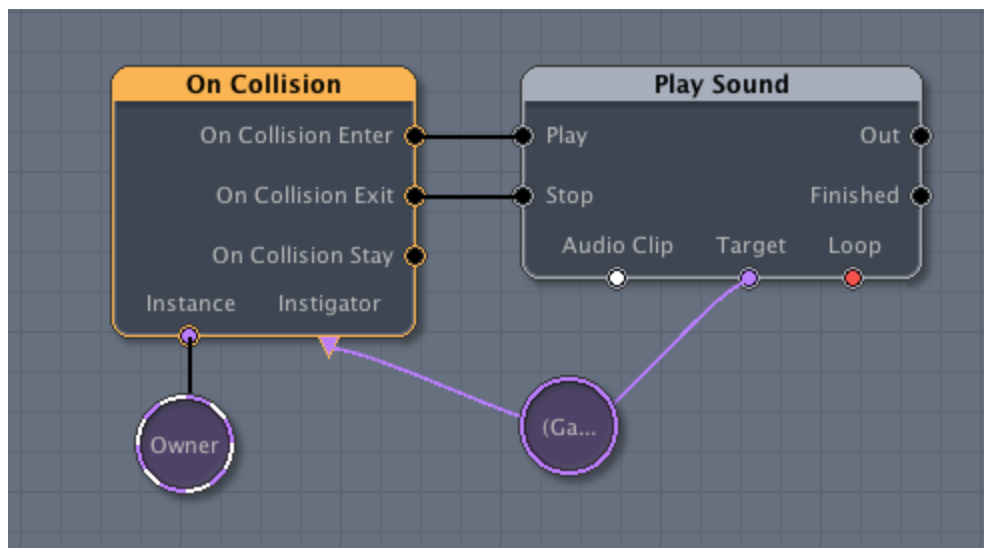 On Collision
On Collision Enter
On Collision Exit
On Collision Stay
Instance Instigator
Play Sound
Play Out
Stop Finished
Audio Clip Target Loop
Owner
(Ga...